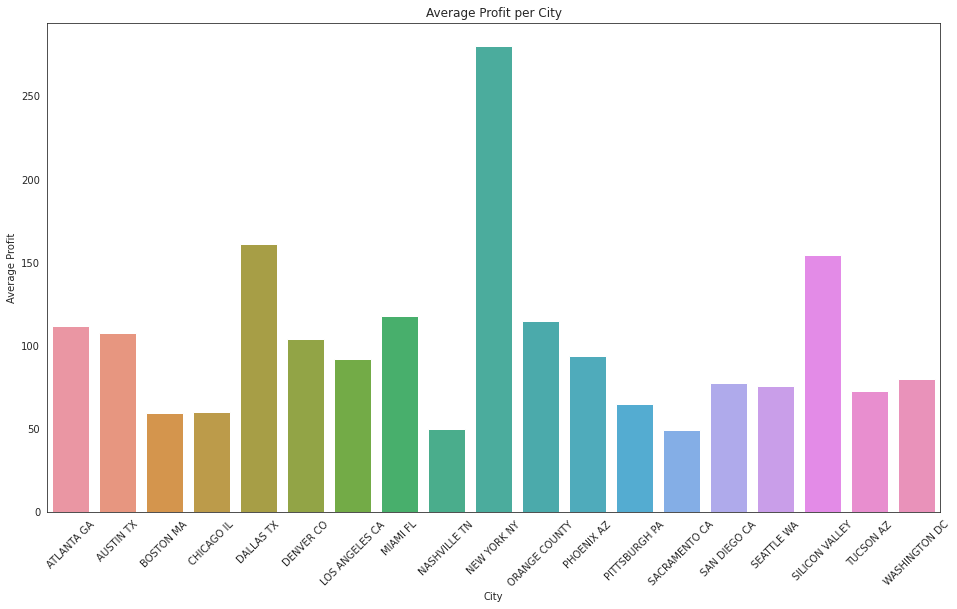 Average Profit per City
Average Profit
250
200
150
100
50
0
ATLANTA GA
AUSTIN TX
BOSTON MA
CHICAGO IL
DALLAS TX
DENVER CO
LOS ANGELES CA
MIAMI FL
NASHVILLE TN
NEW YORK NY
ORANGE COUNTY
PHOENIX AZ
PITTSBURGH PA
SACRAMENTO CA
SAN DIEGO CA
SEATTLE WA
SILICON VALLEY
TUCSON AZ
WASHINGTON DC
City